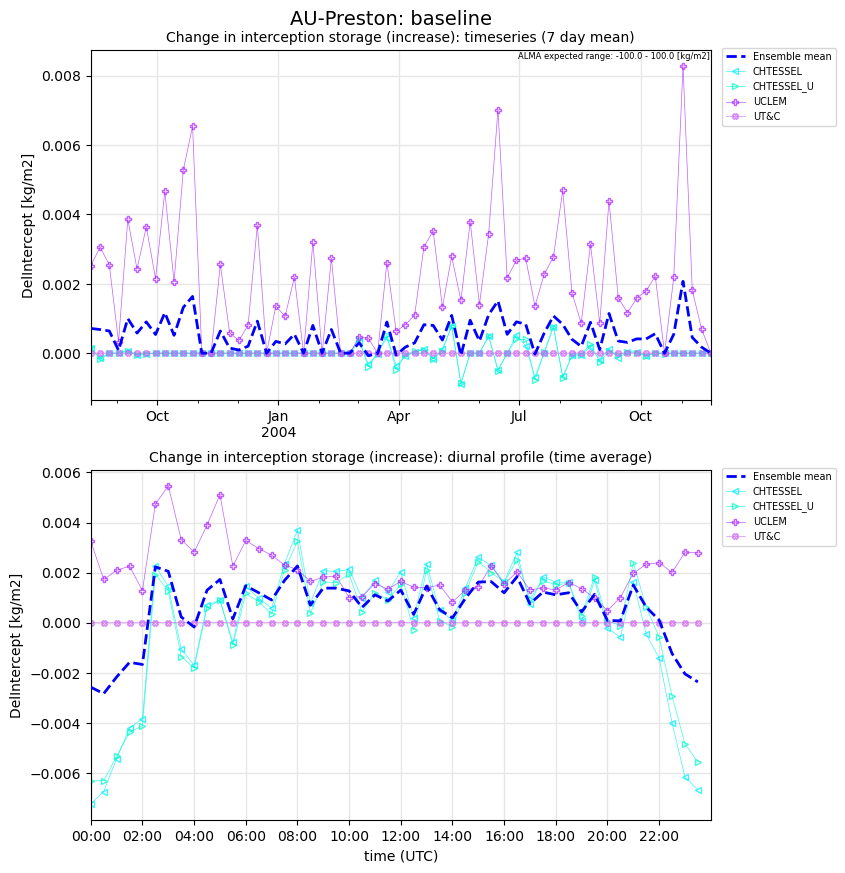 AU-Preston: baseline
Change in interception storage (increase): timeseries (7 day mean)
ALMA expected range: -100.0 - 100.0 [kg/m2]
DelIntercept [kg/m2]
0.008
0.006
0.004
0.002
0.000
Oct
Jan
2004
Apr
Jul
Oct
Ensemble mean
CHTESSEL
CHTESSEL_U
UCLEM
UT&C
Change in interception storage (increase): diurnal profile (time average)
DelIntercept [kg/m2]
0.006
0.004
0.002
0.000
−0.002
−0.004
−0.006
00:00
02:00
04:00
06:00
08:00
10:00
12:00
14:00
16:00
18:00
20:00
22:00
time (UTC)
Ensemble mean
CHTESSEL
CHTESSEL_U
UCLEM
UT&C